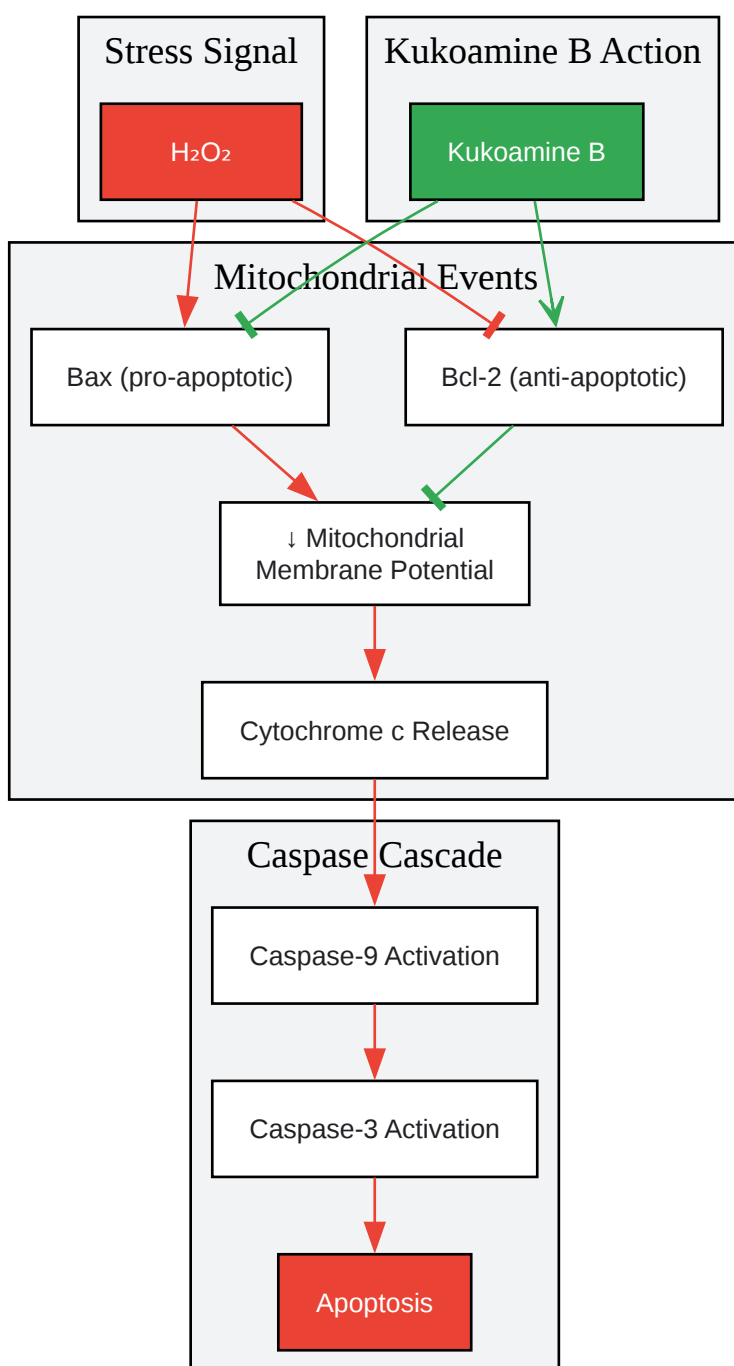 Stress Signal
Kukoamine B Action
H₂O₂
Kukoamine B
Mitochondrial Events
Bax (pro-apoptotic)
Bcl-2 (anti-apoptotic)
↓ Mitochondrial
Membrane Potential
Cytochrome c Release
Caspase Cascade
Caspase-9 Activation
Caspase-3 Activation
Apoptosis